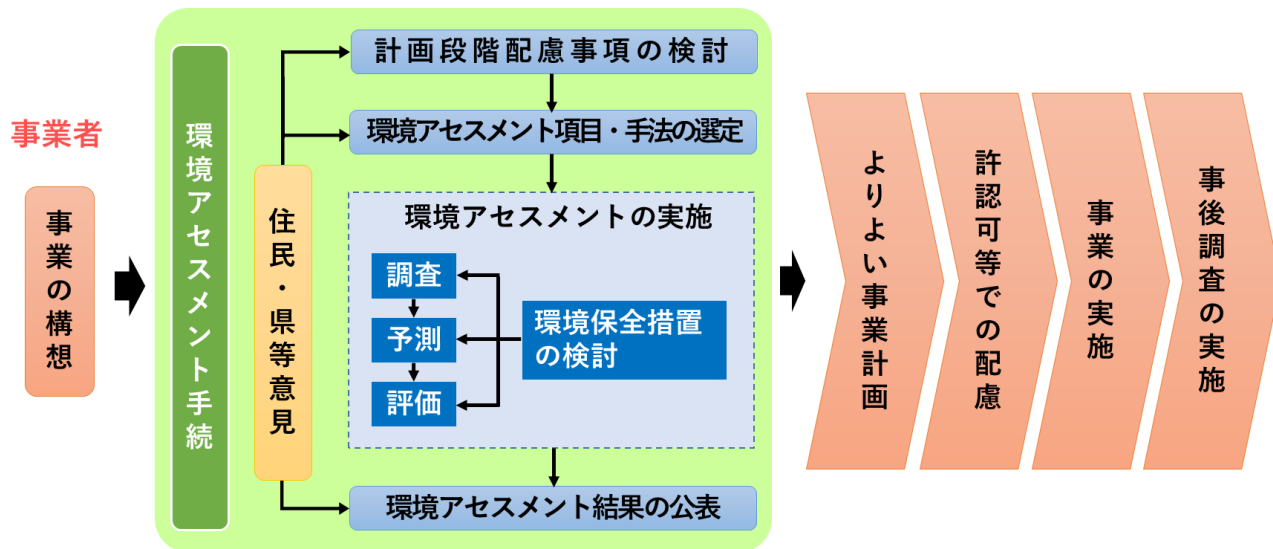 事業者
事業の構想
環境アセスメント手続
住民・県等意見
計画段階配慮事項の検討
環境アセスメント項目・手法の選定
環境アセスメントの実施
調査
予測
評価
環境保全措置
の検討
環境アセスメント結果の公表
よりよい事業計画
許認可等での配慮
事業の実施
事後調査の実施